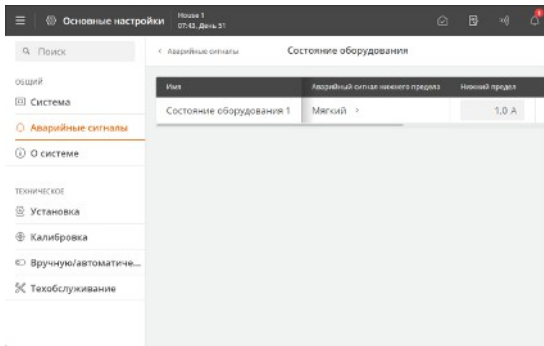 Основные настройки
House 1
07:43, День 51
Поиск
Аварийные сигналы
Состояние оборудования
ОБЩИЙ
Система
Аварийные сигналы
О системе
ТЕХНИЧЕСКОЕ
Установка
Калибровка
Вручную/автоматиче...
Техобслуживание
Имя
Аварийный сигнал нижнего предела
Нижний предел
Состояние оборудования 1
Мягкий
1,0 A